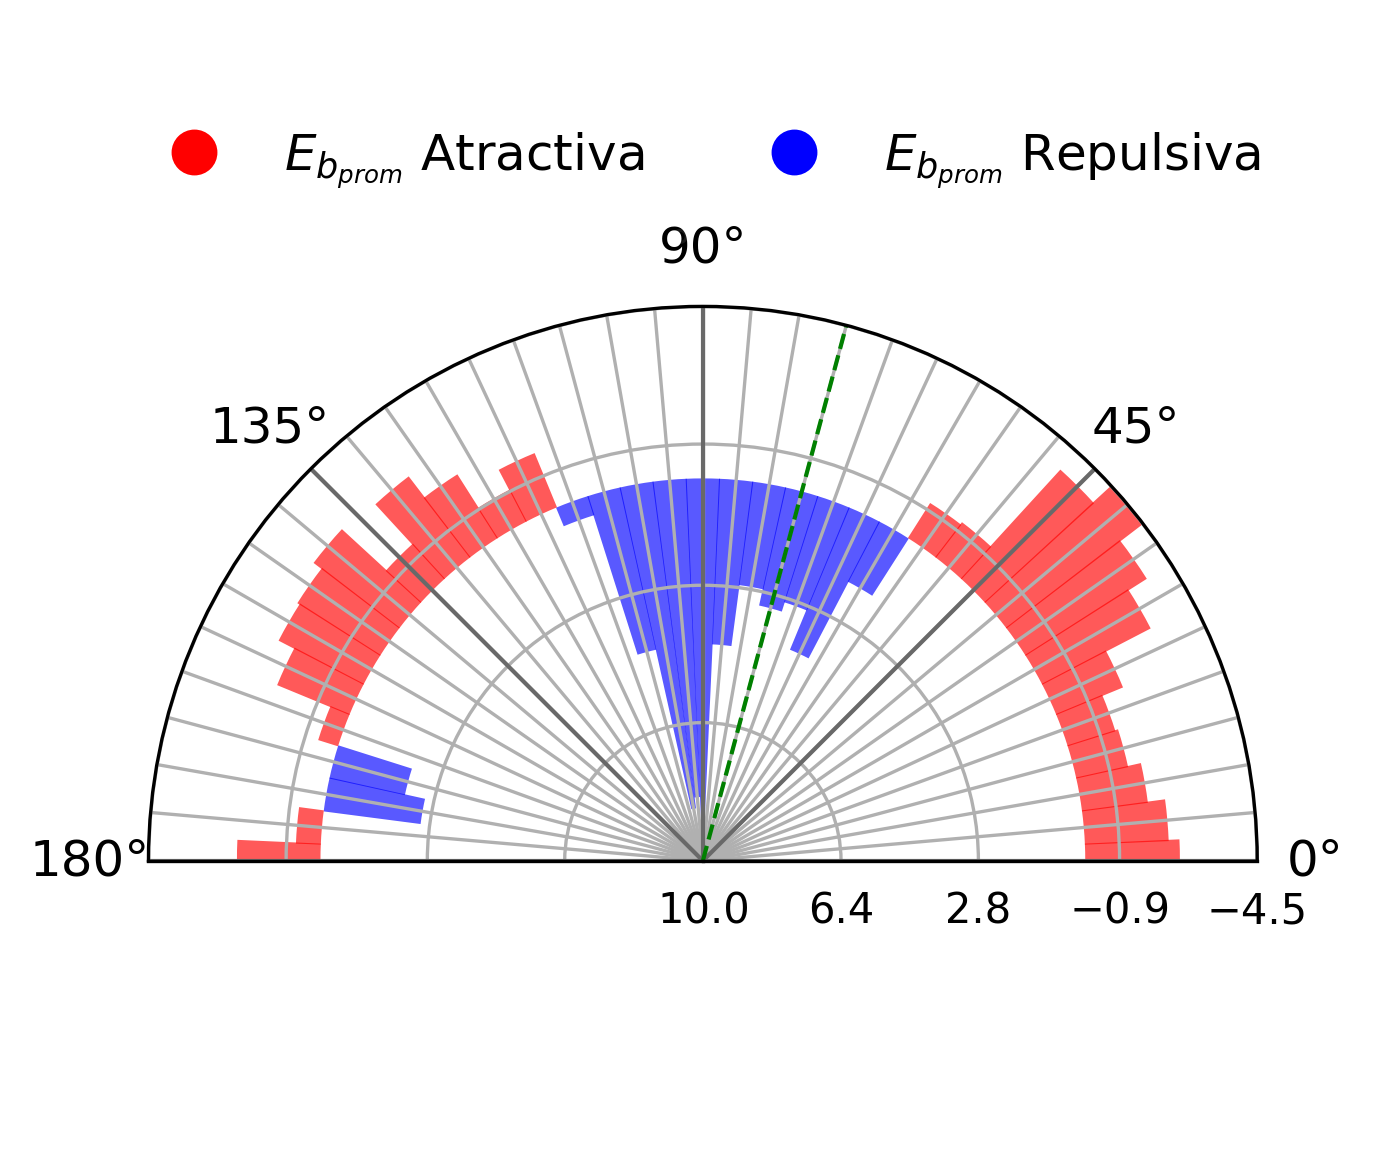 E_{b_{prom}} Atractiva E_{b_{prom}} Repulsiva
90°
135° 45°
180° 0°
10.0 6.4 2.8 −0.9 −4.5